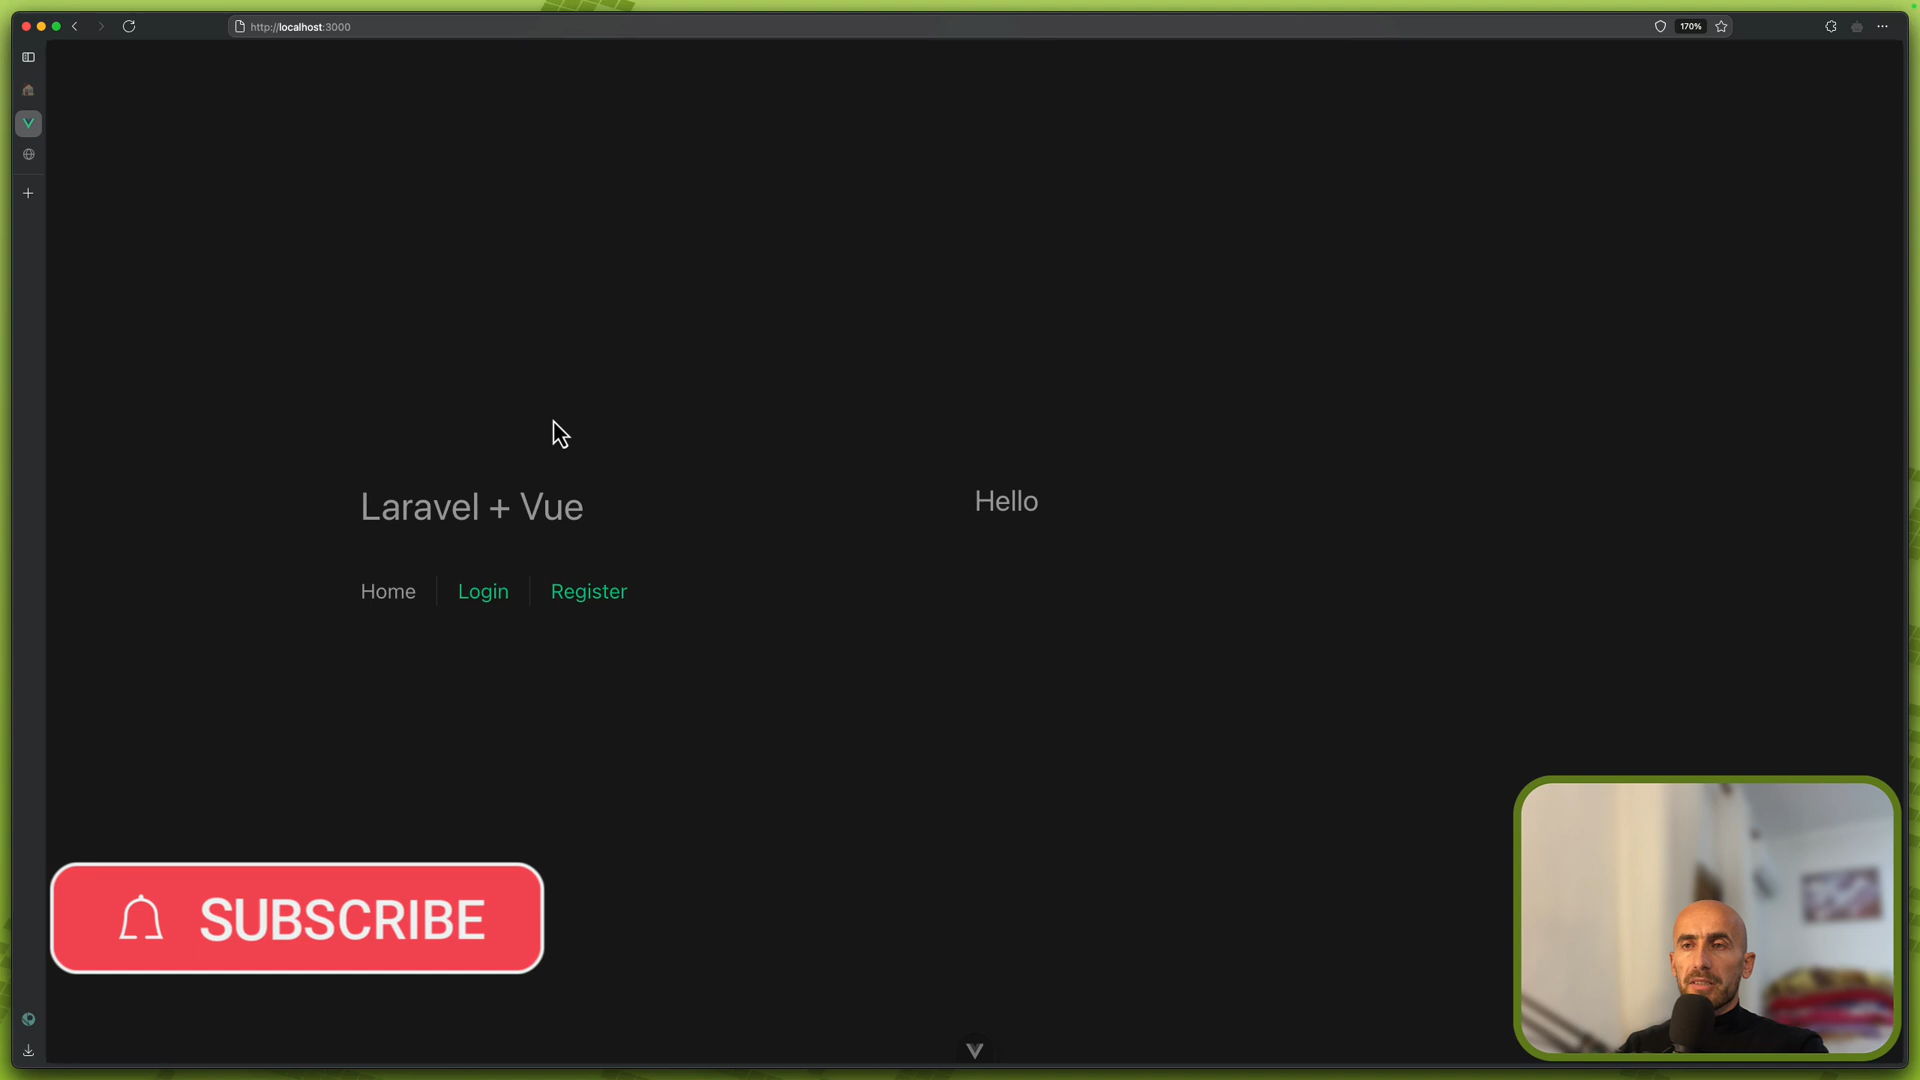 http://localhost:3000
170%
Laravel + Vue
Hello
Home
Login
Register
SUBSCRIBE